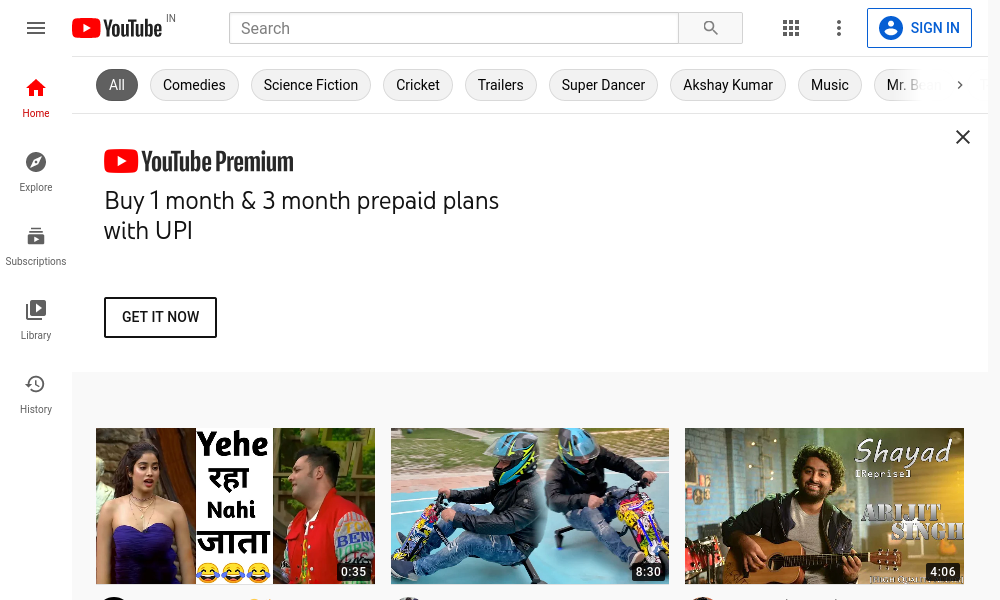 YouTube IN
Search
SIGN IN
All
Comedies
Science Fiction
Cricket
Trailers
Super Dancer
Akshay Kumar
Music
Mr. Bean
Home
Explore
Subscriptions
Library
History
YouTube Premium
Buy 1 month & 3 month prepaid plans
with UPI
GET IT NOW
Yehe
रहा
Nahi
जाता
BEN
0:35
8:30
Shayad
[Reprise]
ARIJIT
SINGH
4:06